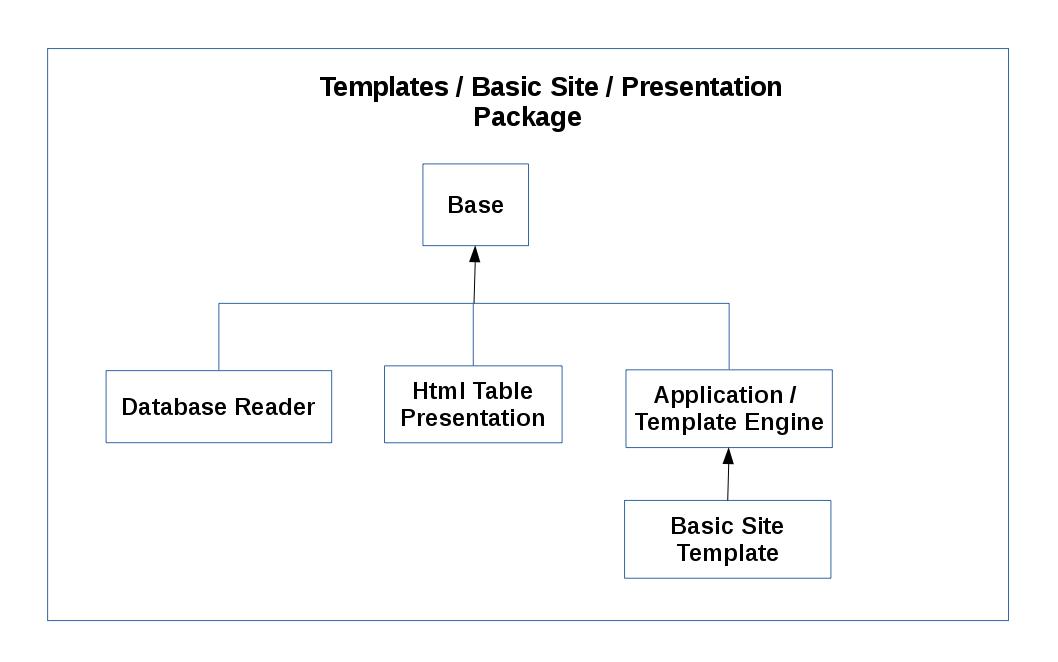 Templates / Basic Site / Presentation
Package
Base
Database Reader
Html Table
Presentation
Application /
Template Engine
Basic Site
Template